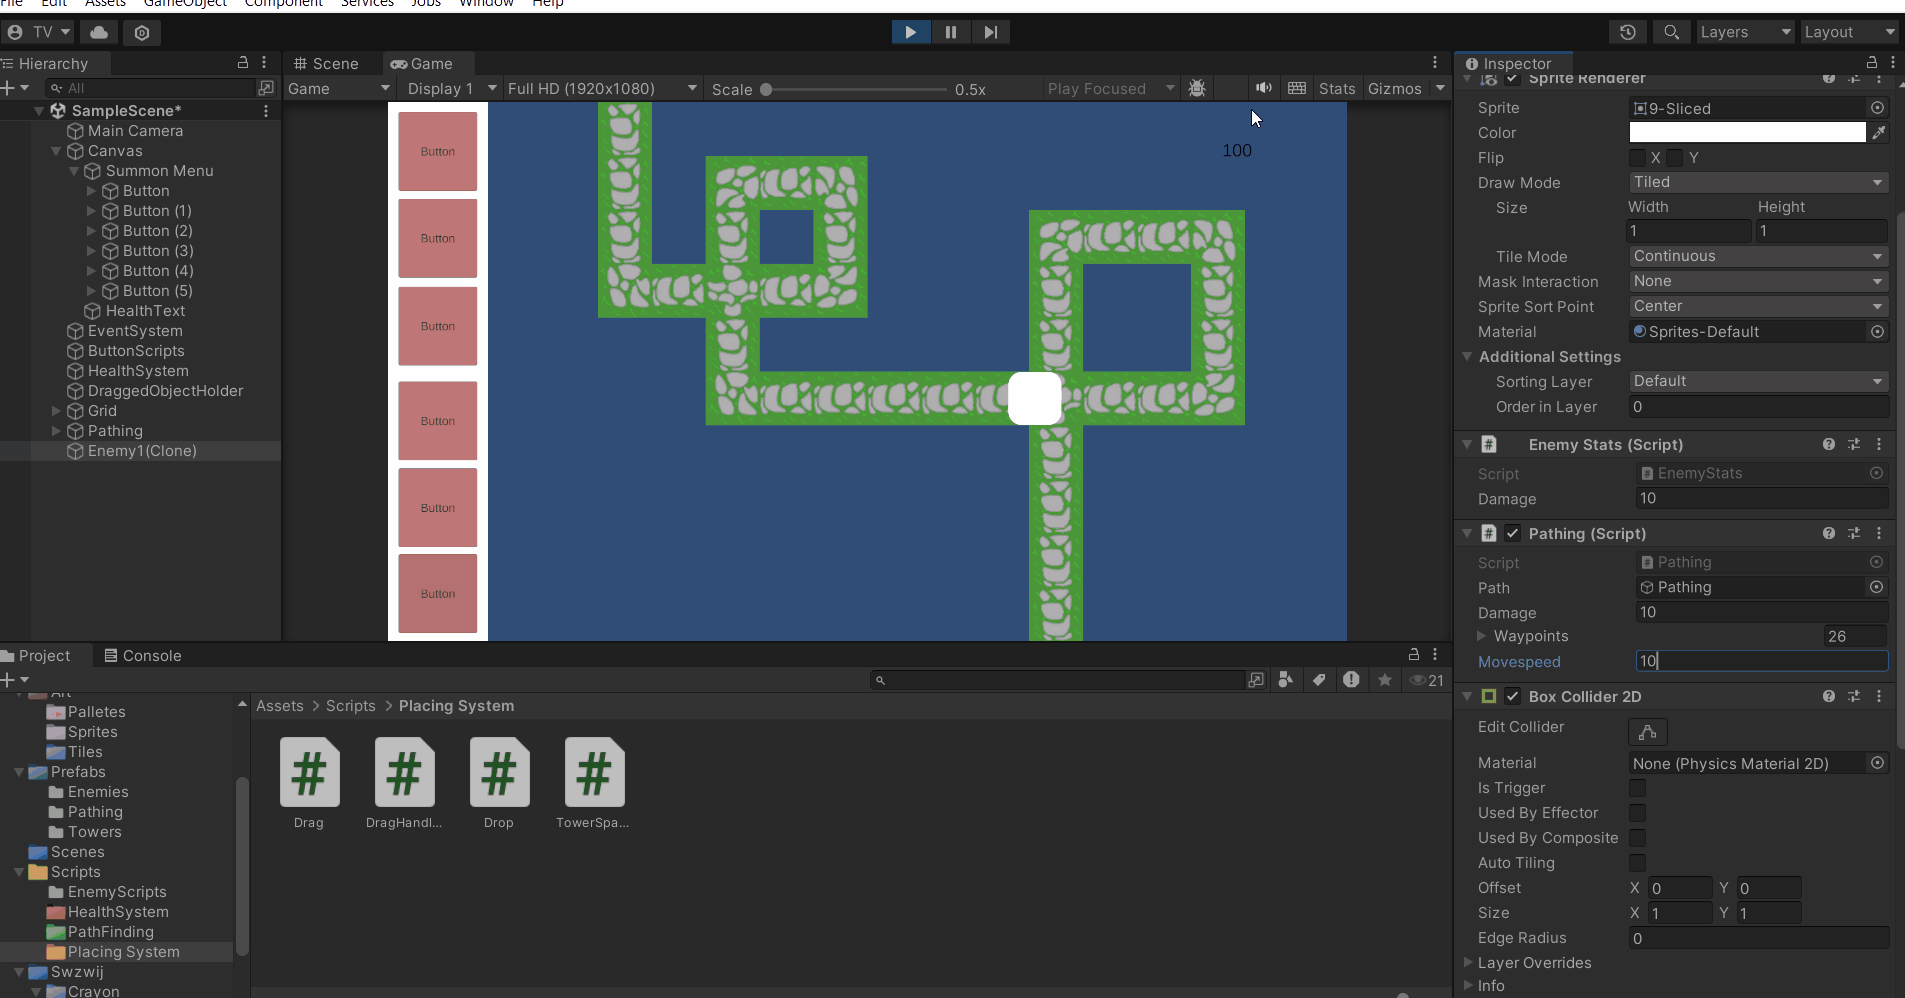 File Edit Assets GameObject Component Services Jobs Window Help
TV
Layers
Layout
Hierarchy
All
SampleScene*
Main Camera
Canvas
Summon Menu
Button
Button (1)
Button (2)
Button (3)
Button (4)
Button (5)
HealthText
EventSystem
ButtonScripts
HealthSystem
DraggedObjectHolder
Grid
Pathing
Enemy1(Clone)
Scene
Game
Game
Display 1
Full HD (1920x1080)
Scale
0.5x
Play Focused
Stats
Gizmos
Button
Button
Button
Button
Button
Button
100
Project
Console
21
Art
Palletes
Sprites
Tiles
Prefabs
Enemies
Pathing
Towers
Scenes
Scripts
EnemyScripts
HealthSystem
PathFinding
Placing System
Swzwij
Crayon
Assets > Scripts > Placing System
Drag
DragHandl...
Drop
TowerSpa...
Inspector
Sprite Renderer
Sprite
9-Sliced
Color
Flip
X
Y
Draw Mode
Tiled
Size
Width
Height
1
1
Tile Mode
Continuous
Mask Interaction
None
Sprite Sort Point
Center
Material
Sprites-Default
Additional Settings
Sorting Layer
Default
Order in Layer
0
# Enemy Stats (Script)
Script
EnemyStats
Damage
10
# Pathing (Script)
Script
Pathing
Path
Pathing
Damage
10
Waypoints
26
Movespeed
10
Box Collider 2D
Edit Collider
Material
None (Physics Material 2D)
Is Trigger
Used By Effector
Used By Composite
Auto Tiling
Offset
X 0 Y 0
Size
X 1 Y 1
Edge Radius
0
Layer Overrides
Info